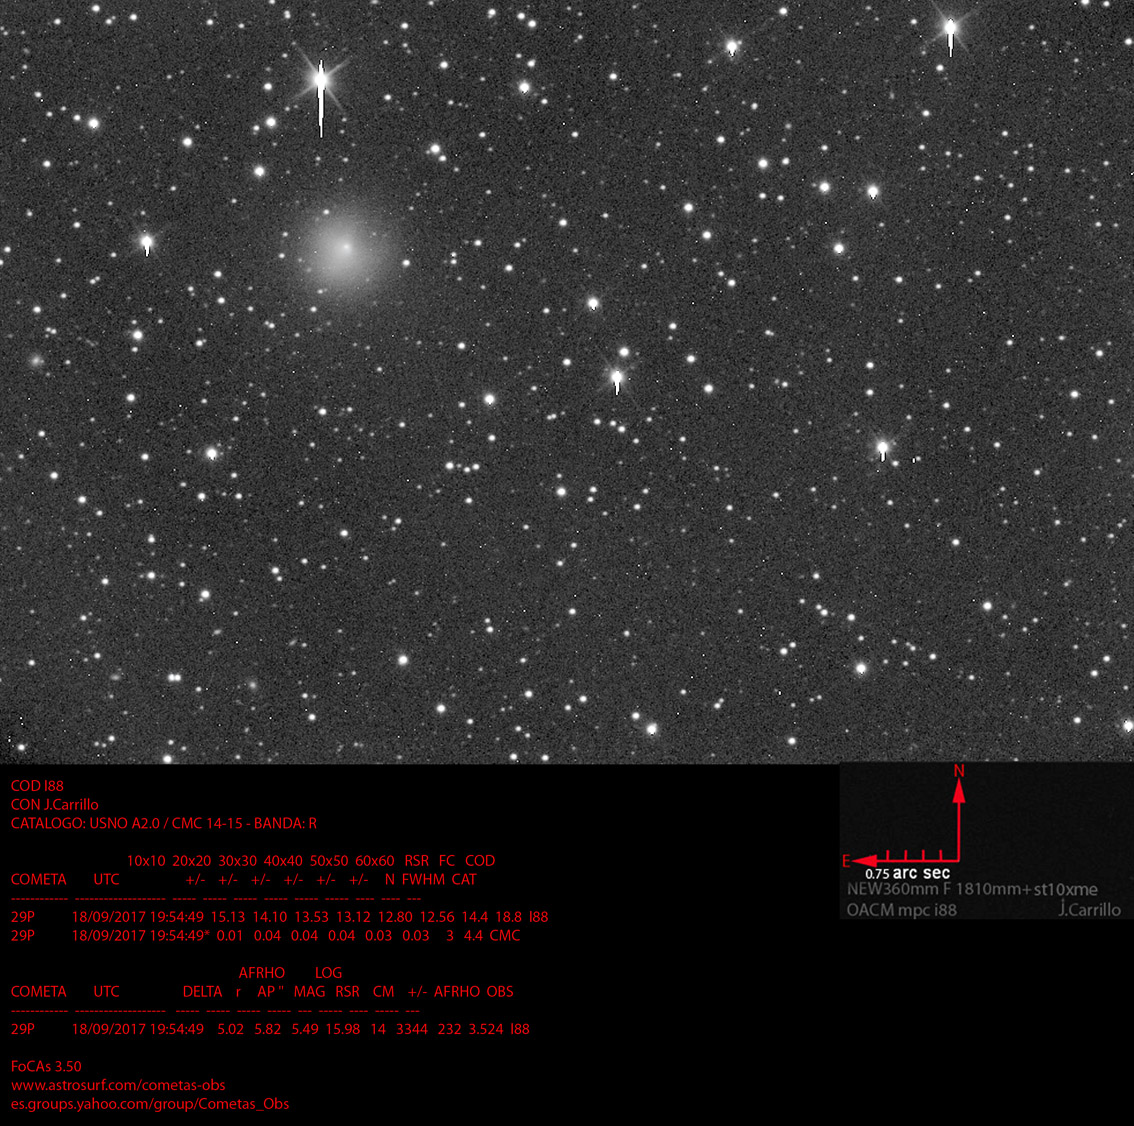 COD I88
CON J.Carrillo
CATALOGO: USNO A2.0 / CMC 14-15 - BANDA: R
10x10 20x20 30x30 40x40 50x50 60x60 RSR FC COD
COMETA UTC +/- +/- +/- +/- +/- +/- N FWHM CAT
------------ ------------------- ----- ----- ----- ----- ----- ----- ---- ---- ---
29P 18/09/2017 19:54:49 15.13 14.10 13.53 13.12 12.80 12.56 14.4 18.8 I88
29P 18/09/2017 19:54:49* 0.01 0.04 0.04 0.04 0.03 0.03 3 4.4 CMC
AFRHO LOG
COMETA UTC DELTA r AP " MAG RSR CM +/- AFRHO OBS
------------ ------------------- ----- ----- ----- ----- --- ----- ---- ----- ---
29P 18/09/2017 19:54:49 5.02 5.82 5.49 15.98 14 3344 232 3.524 I88
FoCAs 3.50
www.astrosurf.com/cometas-obs
es.groups.yahoo.com/group/Cometas_Obs
N
E
0.75 arc sec
NEW360mm F 1810mm+st10xme
OACM mpc i88 J.Carrillo